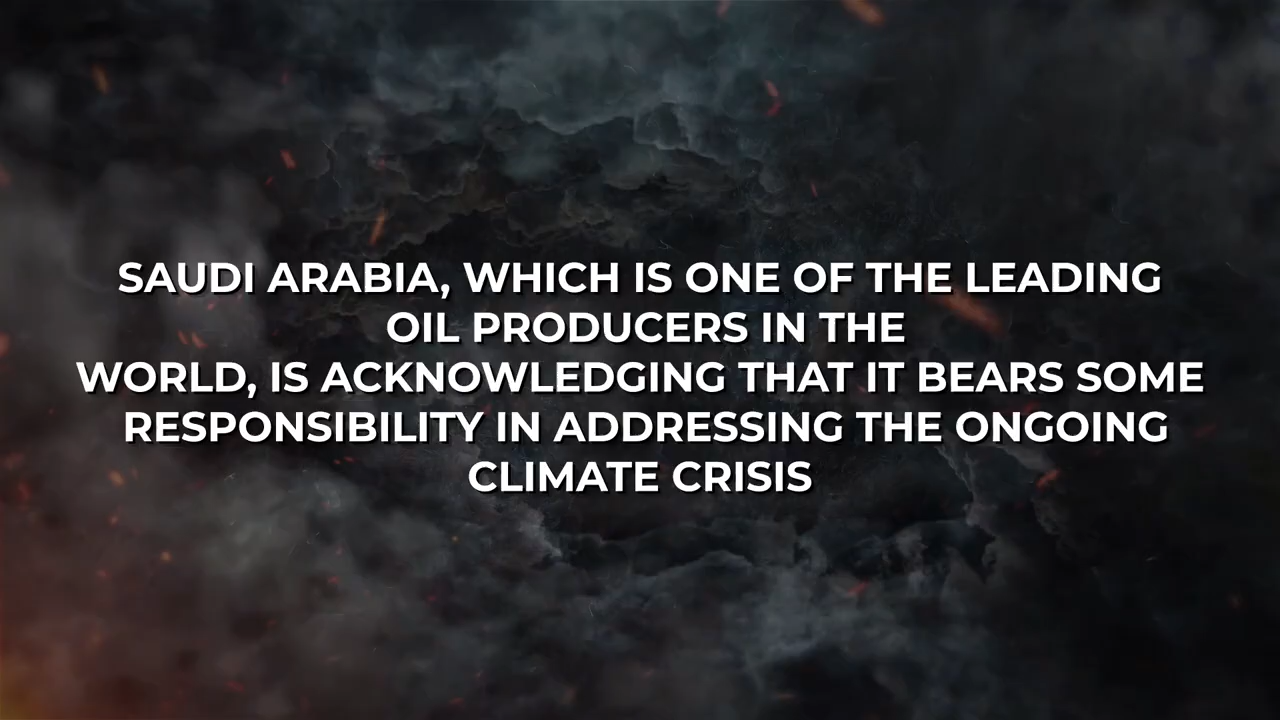 SAUDI ARABIA, WHICH IS ONE OF THE LEADING
OIL PRODUCERS IN THE
WORLD, IS ACKNOWLEDGING THAT IT BEARS SOME
RESPONSIBILITY IN ADDRESSING THE ONGOING
CLIMATE CRISIS